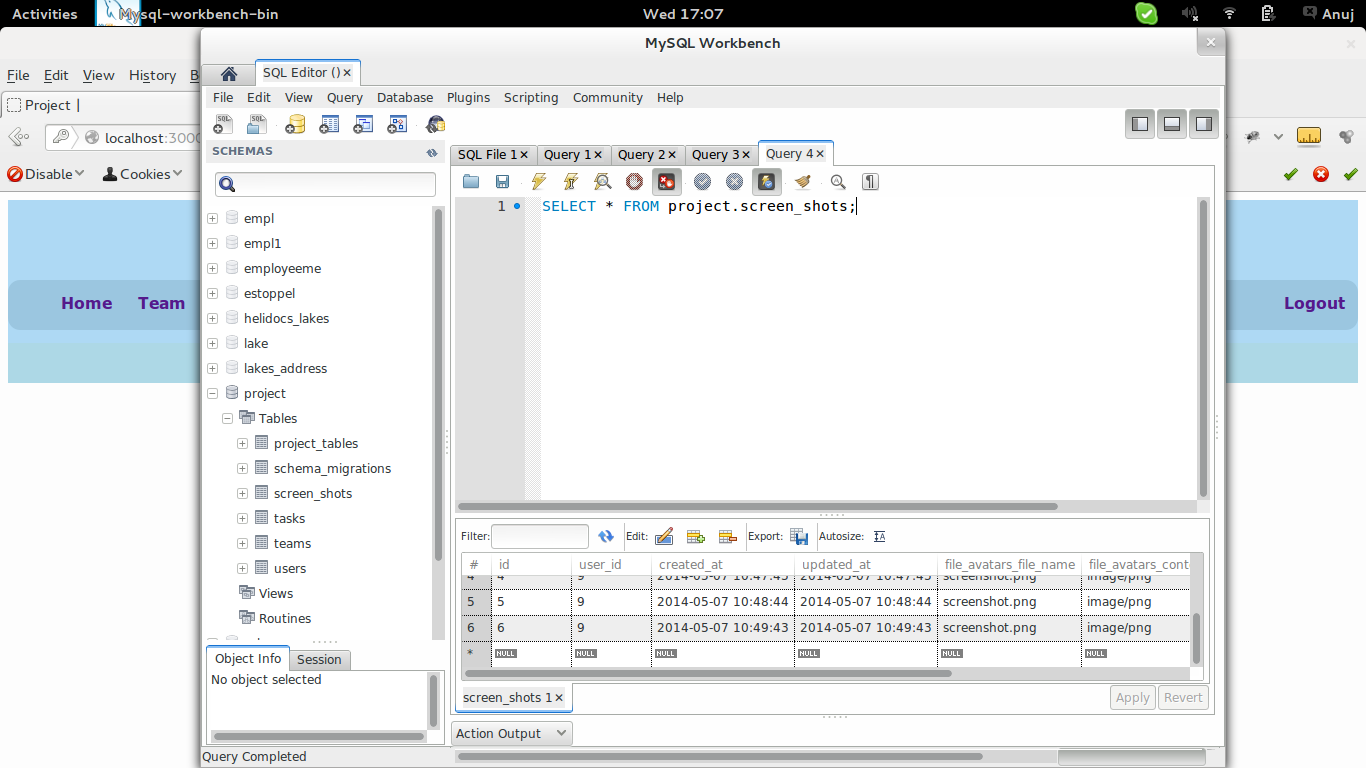 Activities Mysql-workbench-bin Wed 17:07 Anuj
MySQL Workbench
File Edit View History B
SQL Editor ()
File Edit View Query Database Plugins Scripting Community Help
Project |
localhost:3000
SCHEMAS
SQL File 1 Query 1 Query 2 Query 3 Query 4
Disable Cookies
1 SELECT * FROM project.screen_shots;
empl
empl1
employeeme
estoppel
Home Team Logout
helidocs_lakes
lake
lakes_address
project
Tables
project_tables
schema_migrations
screen_shots
tasks
teams
users
Views
Routines
Filter: Edit: Export: Autosize:
# id user_id created_at updated_at file_avatars_file_name file_avatars_cont
4 4 9 2014-05-07 10:47:43 2014-05-07 10:47:43 screenshot.png image/png
5 5 9 2014-05-07 10:48:44 2014-05-07 10:48:44 screenshot.png image/png
6 6 9 2014-05-07 10:49:43 2014-05-07 10:49:43 screenshot.png image/png
* NULL NULL NULL NULL NULL NULL
Object Info Session
No object selected
screen_shots 1 Apply Revert
Action Output
Query Completed